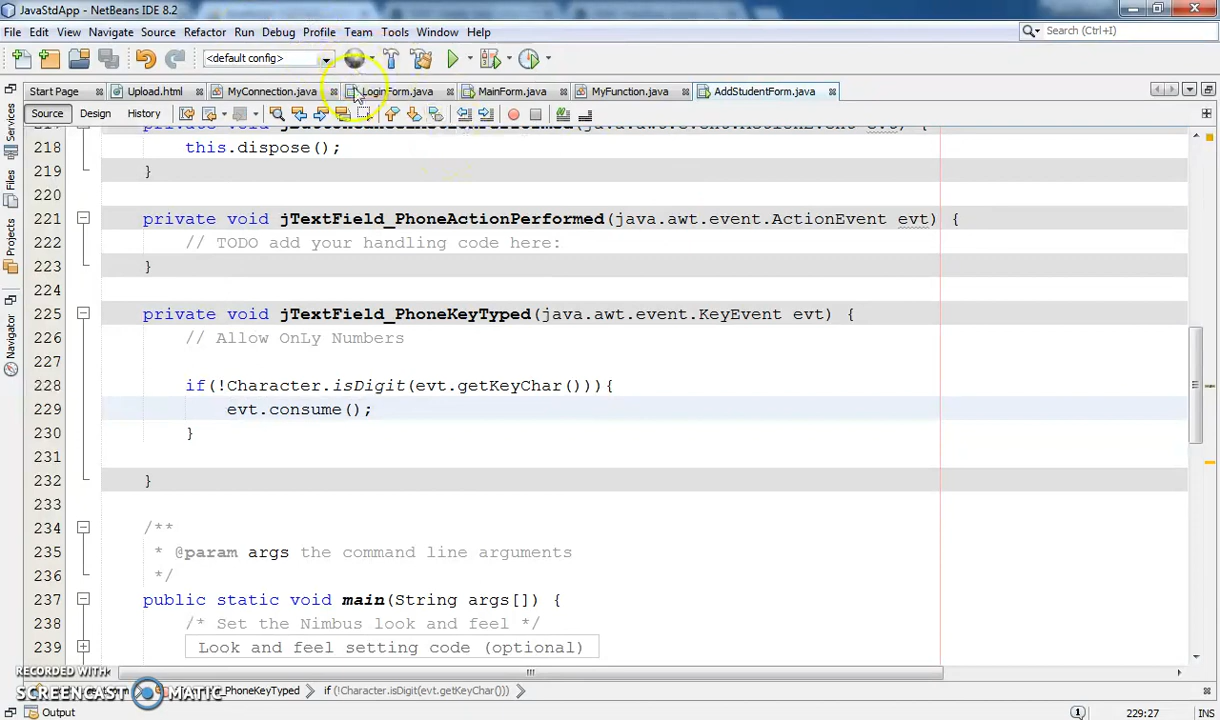 JavaStdApp - NetBeans IDE 8.2
File Edit View Navigate Source Refactor Run Debug Profile Team Tools Window Help
Search (Ctrl+I)
<default config>
Start Page Upload.html MyConnection.java LoginForm.java MainForm.java MyFunction.java AddStudentForm.java
Source Design History
Services
Files
Projects
Navigator
218 this.dispose();
219 }
220
221 private void jTextField_PhoneActionPerformed(java.awt.event.ActionEvent evt) {
222 // TODO add your handling code here:
223 }
224
225 private void jTextField_PhoneKeyTyped(java.awt.event.KeyEvent evt) {
226 // Allow OnLy Numbers
227
228 if(!Character.isDigit(evt.getKeyChar())){
229 evt.consume();
230 }
231
232 }
233
234 /**
235 * @param args the command line arguments
236 */
237 public static void main(String args[]) {
238 /* Set the Nimbus look and feel */
239 Look and feel setting code (optional)
RECORDED WITH
SCREENCAST MATIC
_PhoneKeyTyped if (!Character.isDigit(evt.getKeyChar()))
Output 1 229:27 INS